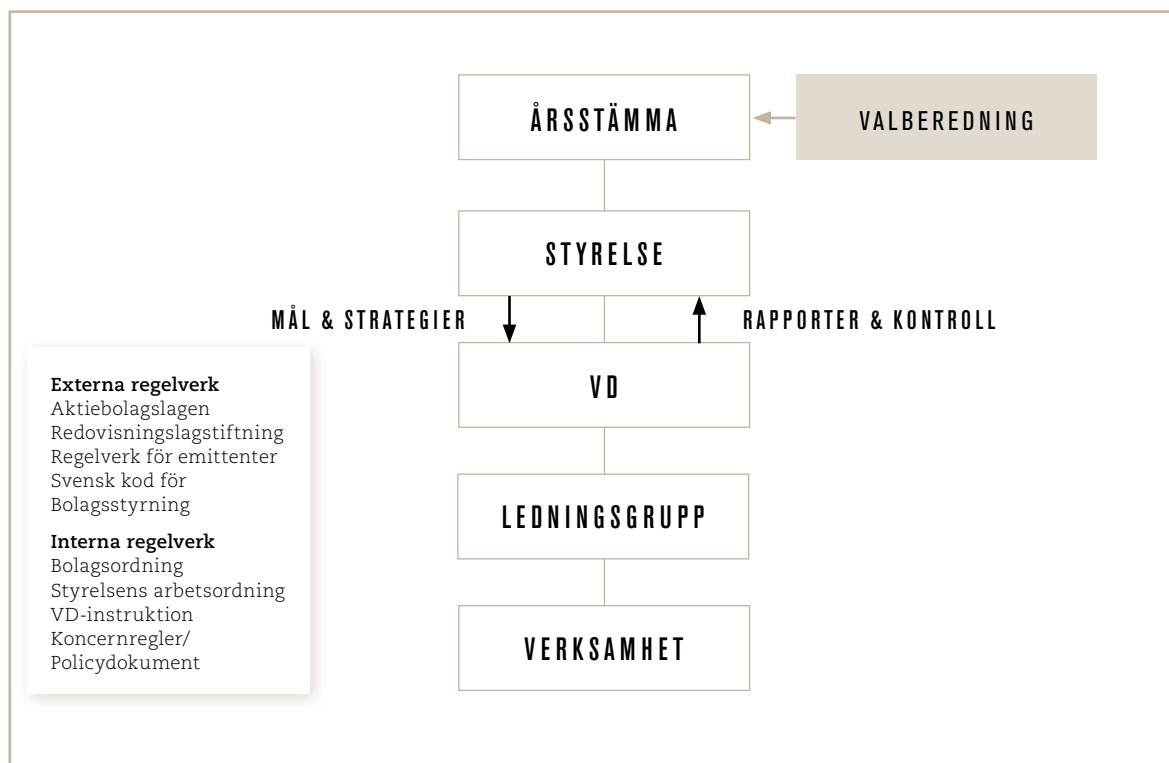 ÅRSSTÄMMA
VALBEREDNING
STYRELSE
MÅL & STRATEGIER
RAPPORTER & KONTROLL
VD
LEDNINGSGRUPP
VERKSAMHET
Externa regelverk
Aktiebolagslagen
Redovisningslagstiftning
Regelverk för emittenter
Svensk kod för
Bolagsstyrning
Interna regelverk
Bolagsordning
Styrelsens arbetsordning
VD-instruktion
Koncernregler/
Policydokument